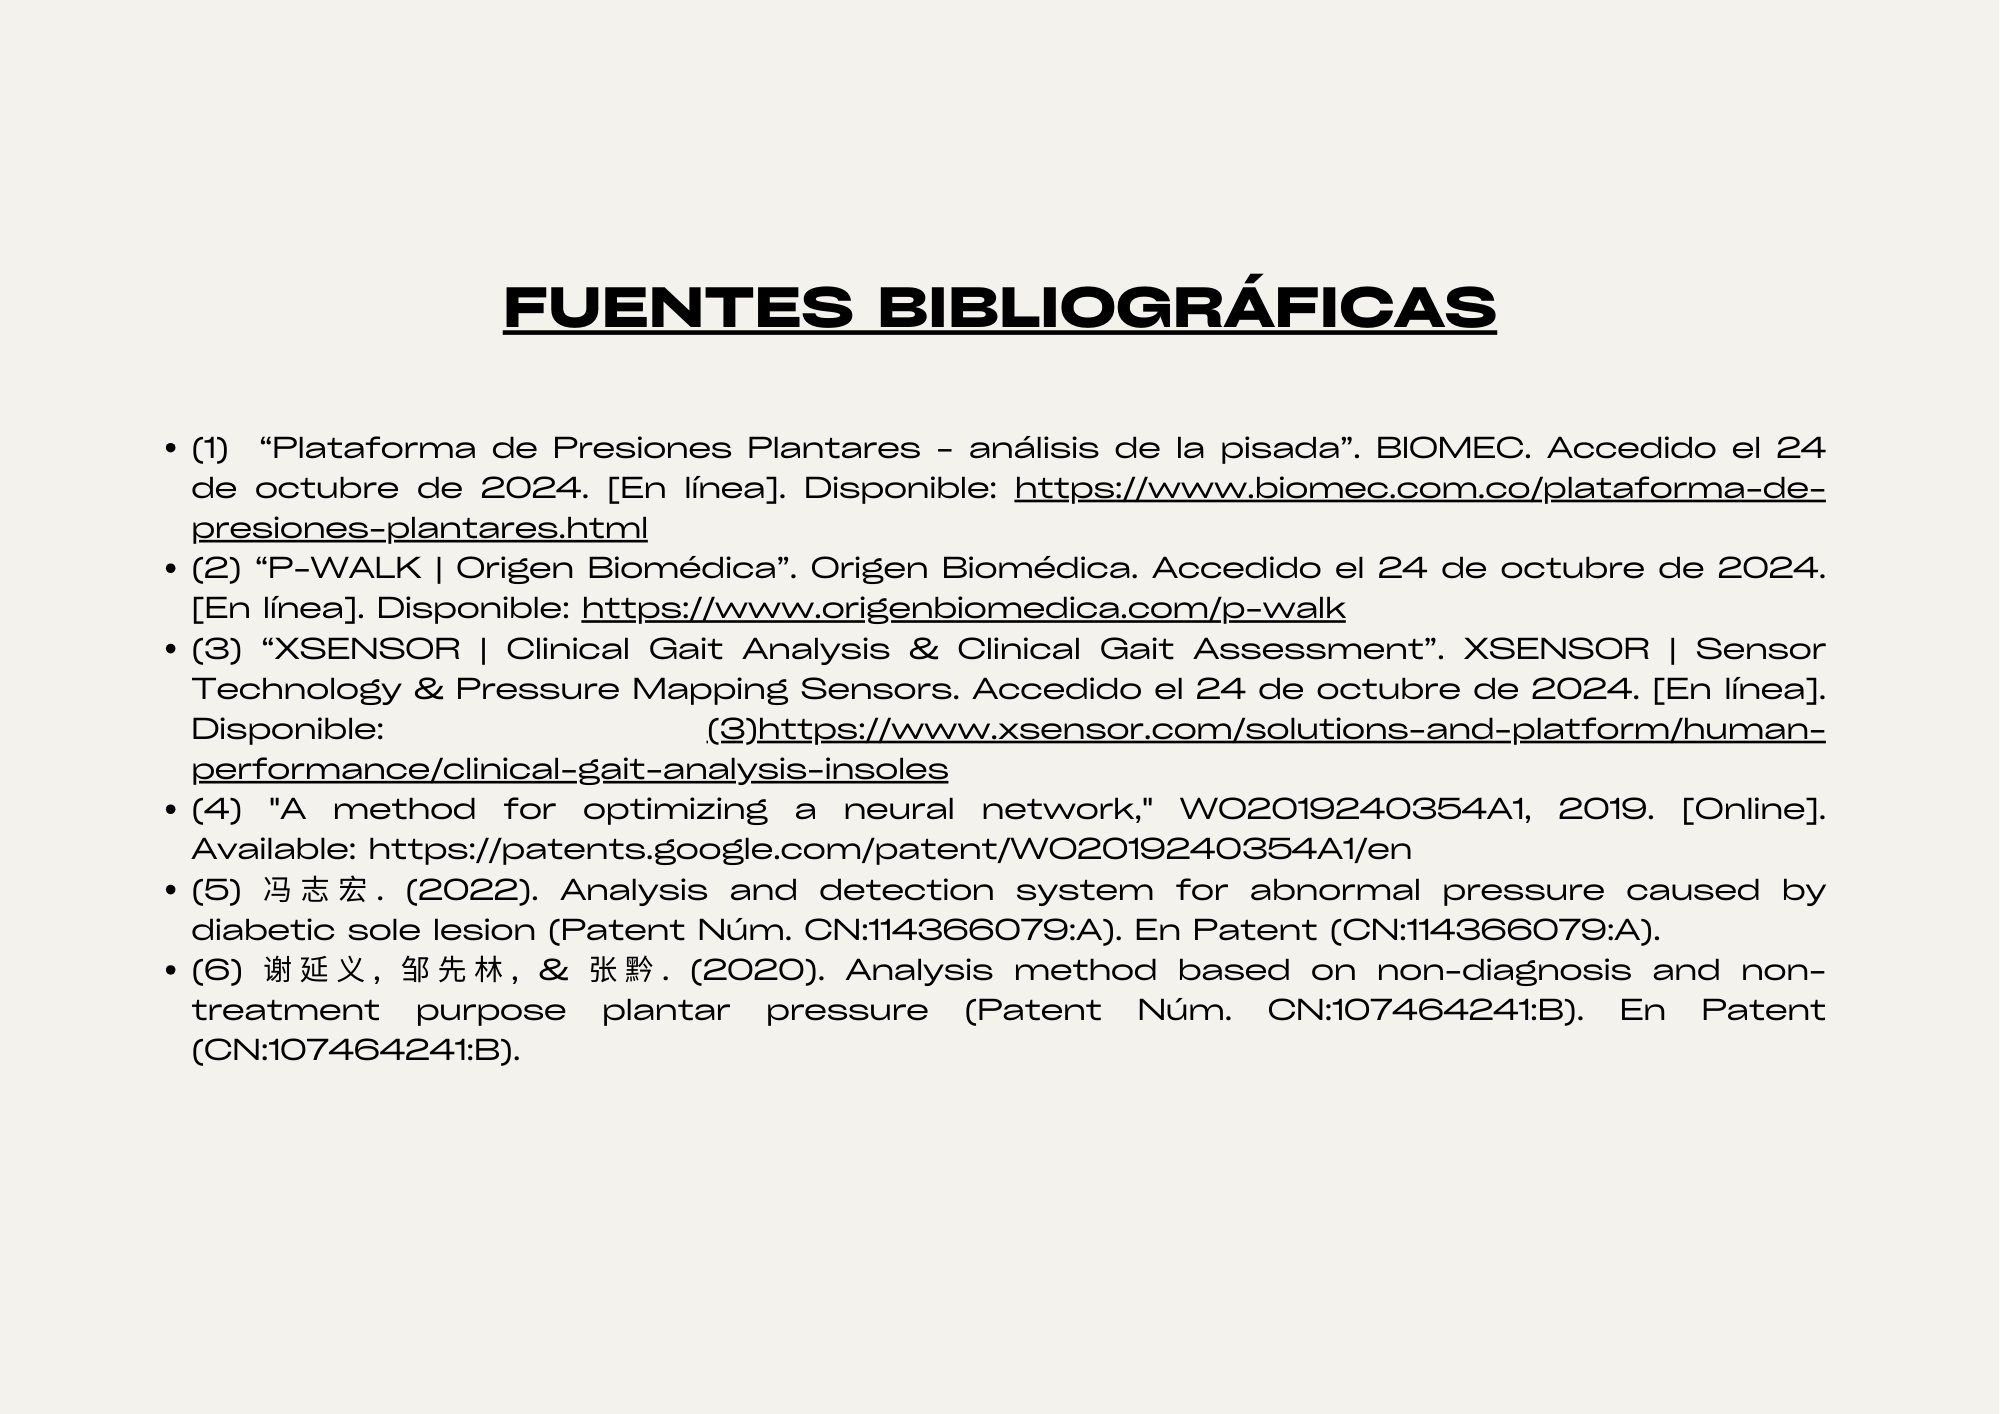 FUENTES BIBLIOGRÁFICAS
• (1) “Plataforma de Presiones Plantares - análisis de la pisada”. BIOMEC. Accedido el 24
de octubre de 2024. [En línea]. Disponible: https://www.biomec.com.co/plataforma-de-
presiones-plantares.html
• (2) “P-WALK | Origen Biomédica”. Origen Biomédica. Accedido el 24 de octubre de 2024.
[En línea]. Disponible: https://www.origenbiomedica.com/p-walk
• (3) “XSENSOR | Clinical Gait Analysis & Clinical Gait Assessment”. XSENSOR | Sensor
Technology & Pressure Mapping Sensors. Accedido el 24 de octubre de 2024. [En línea].
Disponible: (3)https://www.xsensor.com/solutions-and-platform/human-
performance/clinical-gait-analysis-insoles
• (4) "A method for optimizing a neural network," WO2019240354A1, 2019. [Online].
Available: https://patents.google.com/patent/WO2019240354A1/en
• (5) 冯志宏. (2022). Analysis and detection system for abnormal pressure caused by
diabetic sole lesion (Patent Núm. CN:114366079:A). En Patent (CN:114366079:A).
• (6) 谢延义, 邹先林, & 张黔. (2020). Analysis method based on non-diagnosis and non-
treatment purpose plantar pressure (Patent Núm. CN:107464241:B). En Patent
(CN:107464241:B).